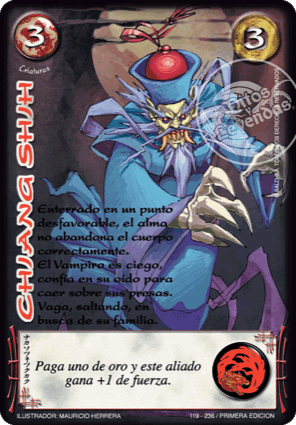 3
3
Criaturas
Mitos y
Leyendas
CHIANG SHIH
Enterrado en un punto
desfavorable, el alma
no abandona el cuerpo
correctamente.
El Vampiro es ciego,
confía en su oído para
caer sobre sus presas.
Vaga, saltando, en
busca de su familia.
Paga uno de oro y este aliado
gana +1 de fuerza.
ILUSTRADOR: MAURICIO HERRERA
119 - 236 / PRIMERA EDICION